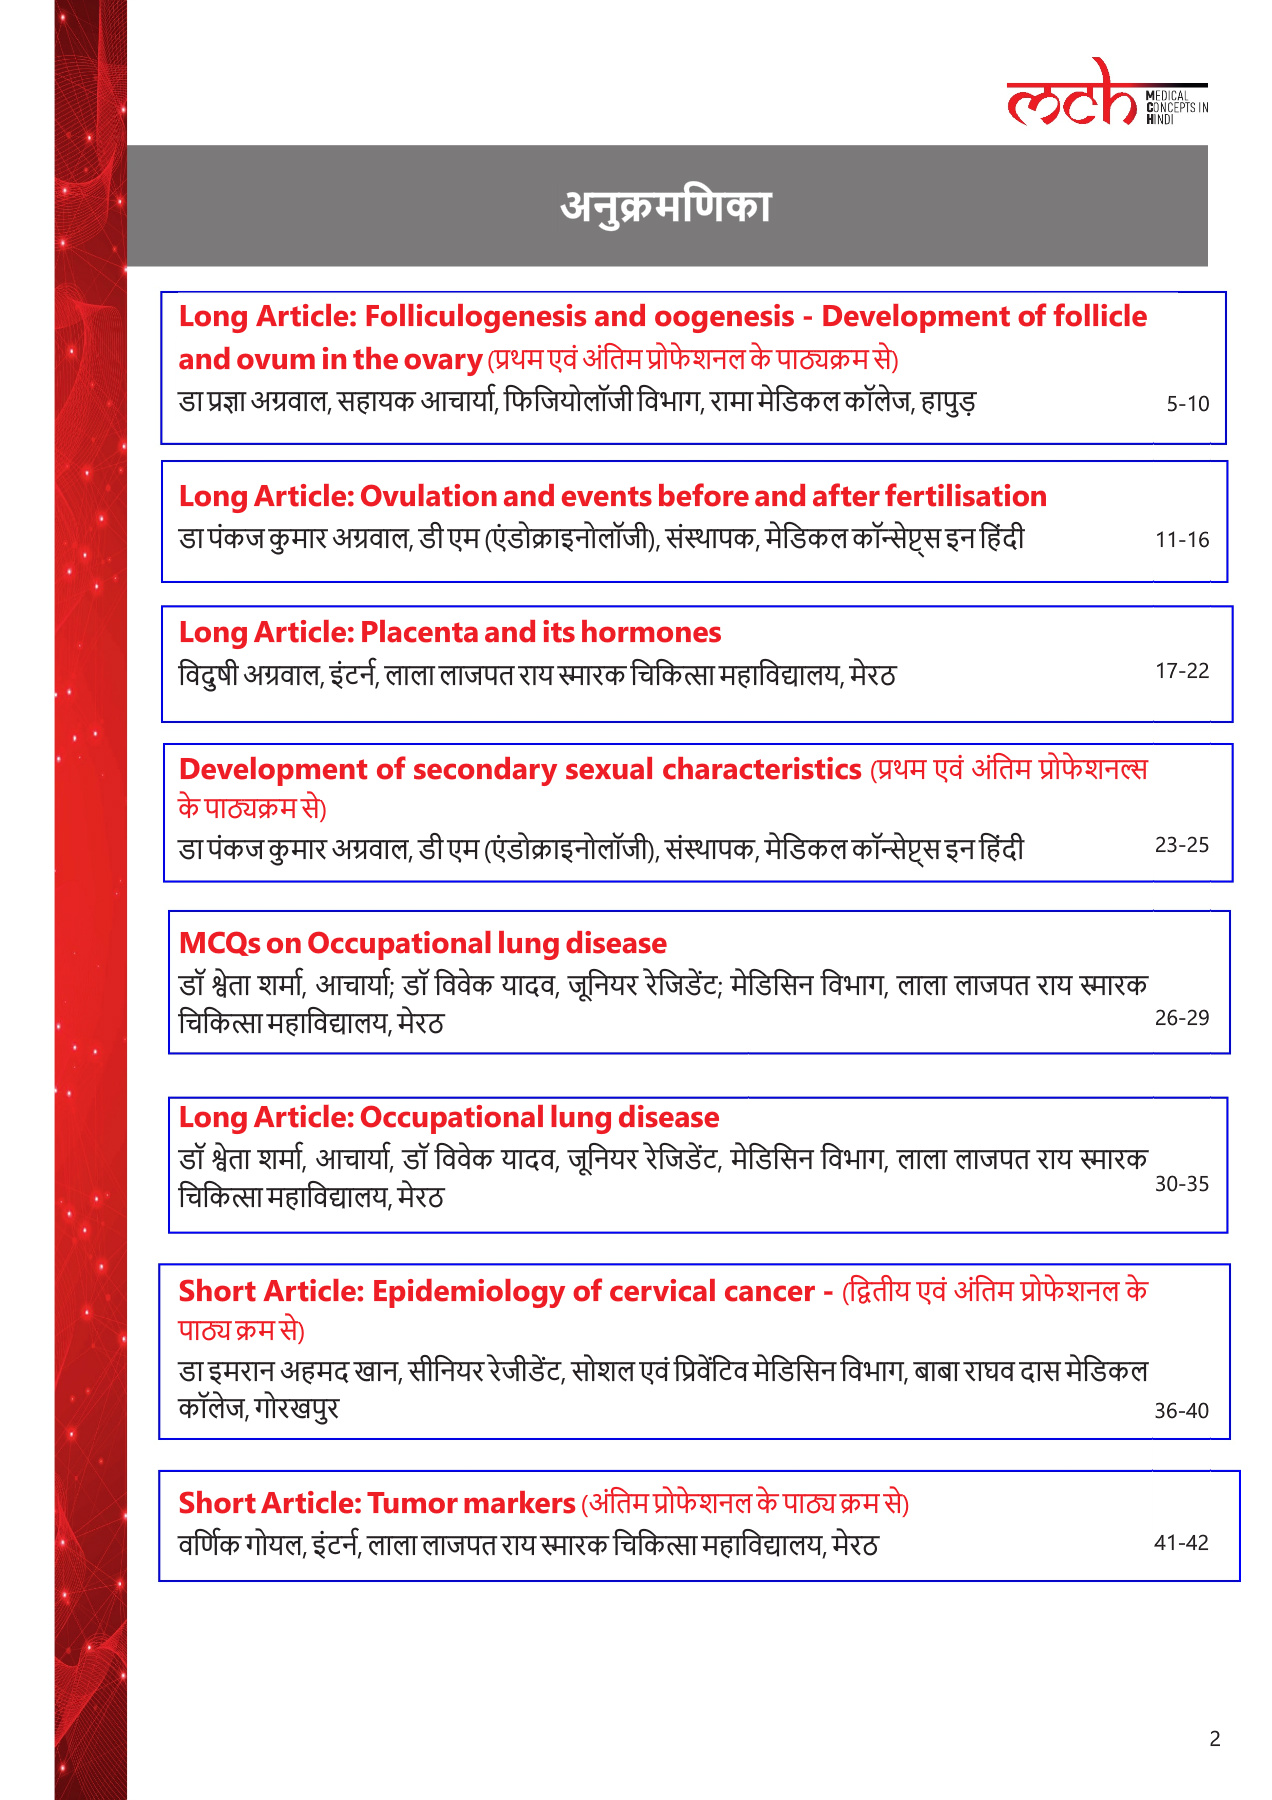 mch MEDICAL
CONCEPTS IN
HINDI
अनुक्रमणिका
Long Article: Folliculogenesis and oogenesis - Development of follicle
and ovum in the ovary (प्रथम एवं अंतिम प्रोफेशनल के पाठ्यक्रम से)
डा प्रज्ञा अग्रवाल, सहायक आचार्या, फिजियोलॉजी विभाग, रामा मेडिकल कॉलेज, हापुड़ 5-10
Long Article: Ovulation and events before and after fertilisation
डा पंकज कुमार अग्रवाल, डी एम (एंडोक्राइनोलॉजी), संस्थापक, मेडिकल कॉन्सेप्ट्स इन हिंदी 11-16
Long Article: Placenta and its hormones
विदुषी अग्रवाल, इंटर्न, लाला लाजपत राय स्मारक चिकित्सा महाविद्यालय, मेरठ 17-22
Development of secondary sexual characteristics (प्रथम एवं अंतिम प्रोफेशनल्स
के पाठ्यक्रम से)
डा पंकज कुमार अग्रवाल, डी एम (एंडोक्राइनोलॉजी), संस्थापक, मेडिकल कॉन्सेप्ट्स इन हिंदी 23-25
MCQs on Occupational lung disease
डॉ श्वेता शर्मा, आचार्या; डॉ विवेक यादव, जूनियर रेजिडेंट; मेडिसिन विभाग, लाला लाजपत राय स्मारक
चिकित्सा महाविद्यालय, मेरठ 26-29
Long Article: Occupational lung disease
डॉ श्वेता शर्मा, आचार्या, डॉ विवेक यादव, जूनियर रेजिडेंट, मेडिसिन विभाग, लाला लाजपत राय स्मारक
चिकित्सा महाविद्यालय, मेरठ 30-35
Short Article: Epidemiology of cervical cancer - (द्वितीय एवं अंतिम प्रोफेशनल के
पाठ्य क्रम से)
डा इमरान अहमद खान, सीनियर रेजीडेंट, सोशल एवं प्रिवेंटिव मेडिसिन विभाग, बाबा राघव दास मेडिकल
कॉलेज, गोरखपुर 36-40
Short Article: Tumor markers (अंतिम प्रोफेशनल के पाठ्य क्रम से)
वर्णिक गोयल, इंटर्न, लाला लाजपत राय स्मारक चिकित्सा महाविद्यालय, मेरठ 41-42
2